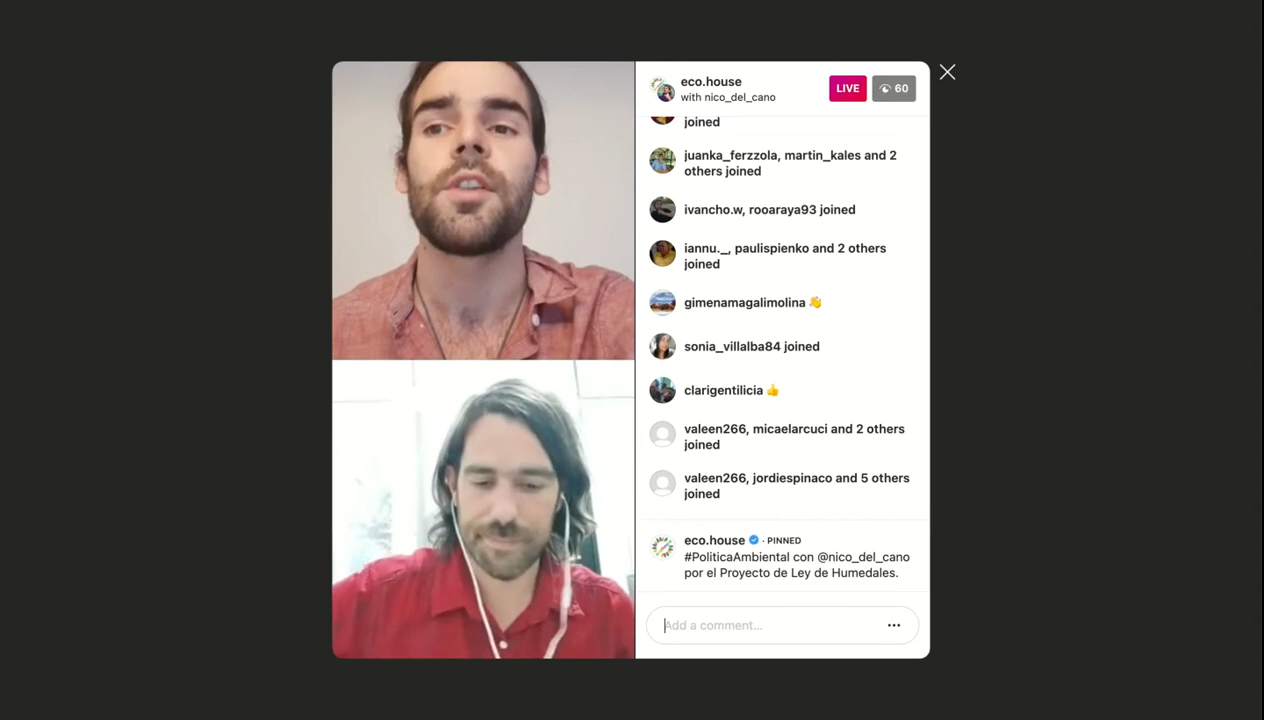 eco.house
with nico_del_cano
LIVE
60
joined
juanka_ferzzola, martin_kales and 2
others joined
ivancho.w, rooaraya93 joined
iannu._, paulispienko and 2 others
joined
gimenamagalimolina 👋
sonia_villalba84 joined
clarigentilicia 👍
valeen266, micaelarcuci and 2 others
joined
valeen266, jordiespinaco and 5 others
joined
eco.house · PINNED
#PoliticaAmbiental con @nico_del_cano
por el Proyecto de Ley de Humedales.
Add a comment...